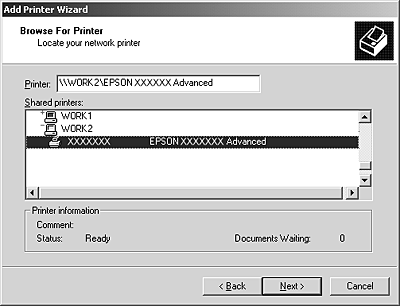 Add Printer Wizard
Browse For Printer
Locate your network printer
Printer: \\WORK2\EPSON XXXXXX Advanced
Shared printers:
WORK1
WORK2
XXXXXXX EPSON XXXXXXX Advanced
Printer information
Comment:
Status: Ready Documents Waiting: 0
< Back Next > Cancel